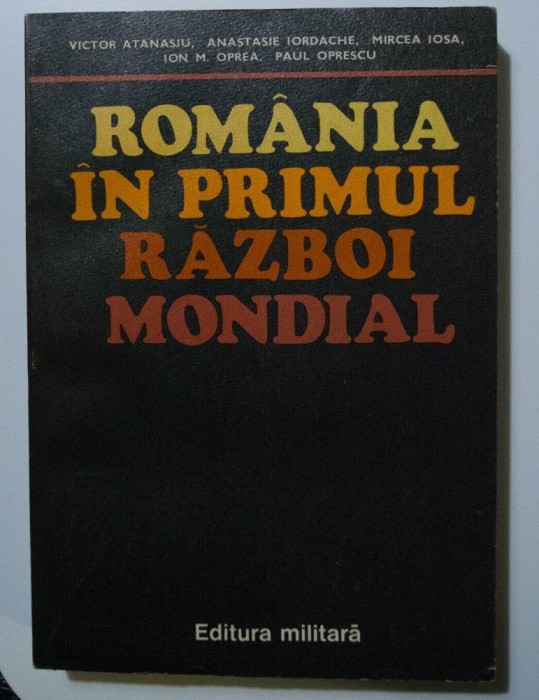 VICTOR ATANASIU, ANASTASIE IORDACHE, MIRCEA IOSA,
ION M. OPREA, PAUL OPRESCU
ROMÂNIA
ÎN PRIMUL
RĂZBOI
MONDIAL
Editura militară